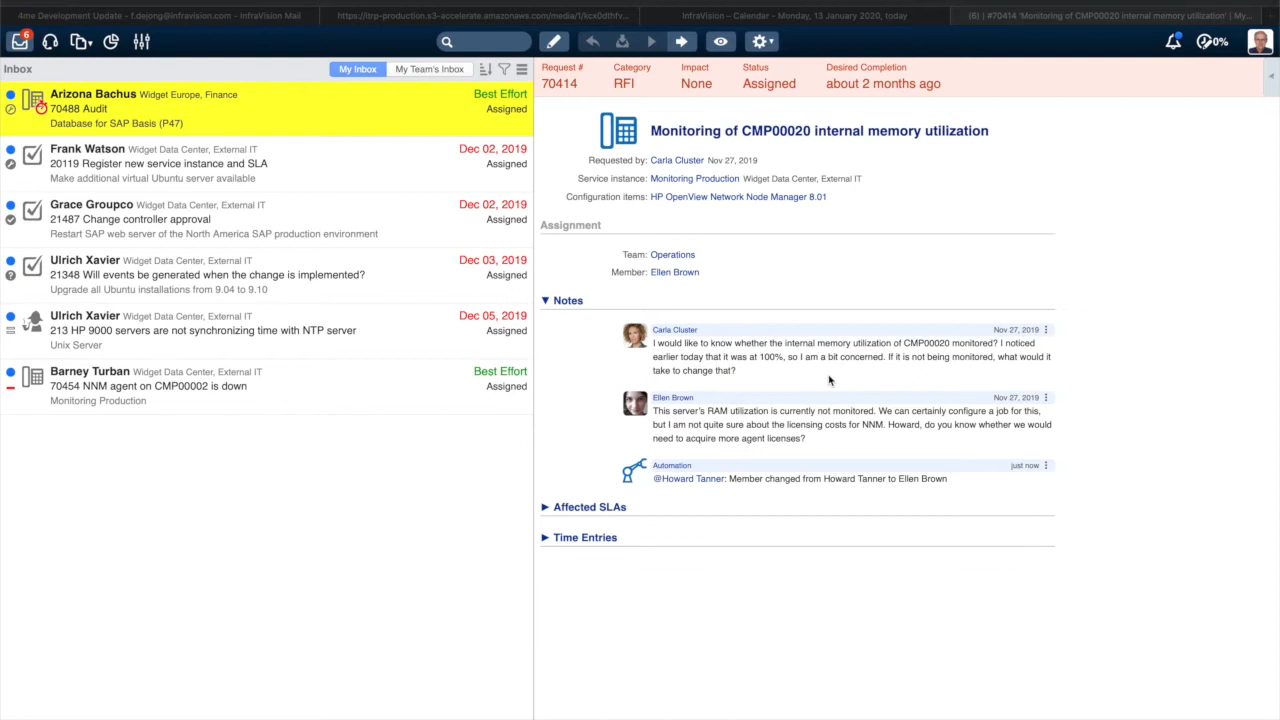 4me Development Update - f.dejong@infravision.com - InfraVision Mail
https://itrp-production.s3-accelerate.amazonaws.com/media/1/kcx0dthfv...
InfraVision – Calendar - Monday, 13 January 2020, today
(6) | #70414 'Monitoring of CMP00020 internal memory utilization' | My...
6
0%
Inbox
My Inbox
My Team's Inbox
Arizona Bachus Widget Europe, Finance
Best Effort
70488 Audit
Assigned
Database for SAP Basis (P47)
Frank Watson Widget Data Center, External IT
Dec 02, 2019
20119 Register new service instance and SLA
Assigned
Make additional virtual Ubuntu server available
Grace Groupco Widget Data Center, External IT
Dec 02, 2019
21487 Change controller approval
Assigned
Restart SAP web server of the North America SAP production environment
Ulrich Xavier Widget Data Center, External IT
Dec 03, 2019
21348 Will events be generated when the change is implemented?
Assigned
Upgrade all Ubuntu installations from 9.04 to 9.10
Ulrich Xavier Widget Data Center, External IT
Dec 05, 2019
213 HP 9000 servers are not synchronizing time with NTP server
Assigned
Unix Server
Barney Turban Widget Data Center, External IT
Best Effort
70454 NNM agent on CMP00002 is down
Assigned
Monitoring Production
Request # Category Impact Status Desired Completion
70414 RFI None Assigned about 2 months ago
Monitoring of CMP00020 internal memory utilization
Requested by: Carla Cluster Nov 27, 2019
Service instance: Monitoring Production Widget Data Center, External IT
Configuration items: HP OpenView Network Node Manager 8.01
Assignment
Team: Operations
Member: Ellen Brown
Notes
Carla Cluster Nov 27, 2019
I would like to know whether the internal memory utilization of CMP00020 monitored? I noticed
earlier today that it was at 100%, so I am a bit concerned. If it is not being monitored, what would it
take to change that?
Ellen Brown Nov 27, 2019
This server's RAM utilization is currently not monitored. We can certainly configure a job for this,
but I am not quite sure about the licensing costs for NNM. Howard, do you know whether we would
need to acquire more agent licenses?
Automation just now
@Howard Tanner: Member changed from Howard Tanner to Ellen Brown
Affected SLAs
Time Entries